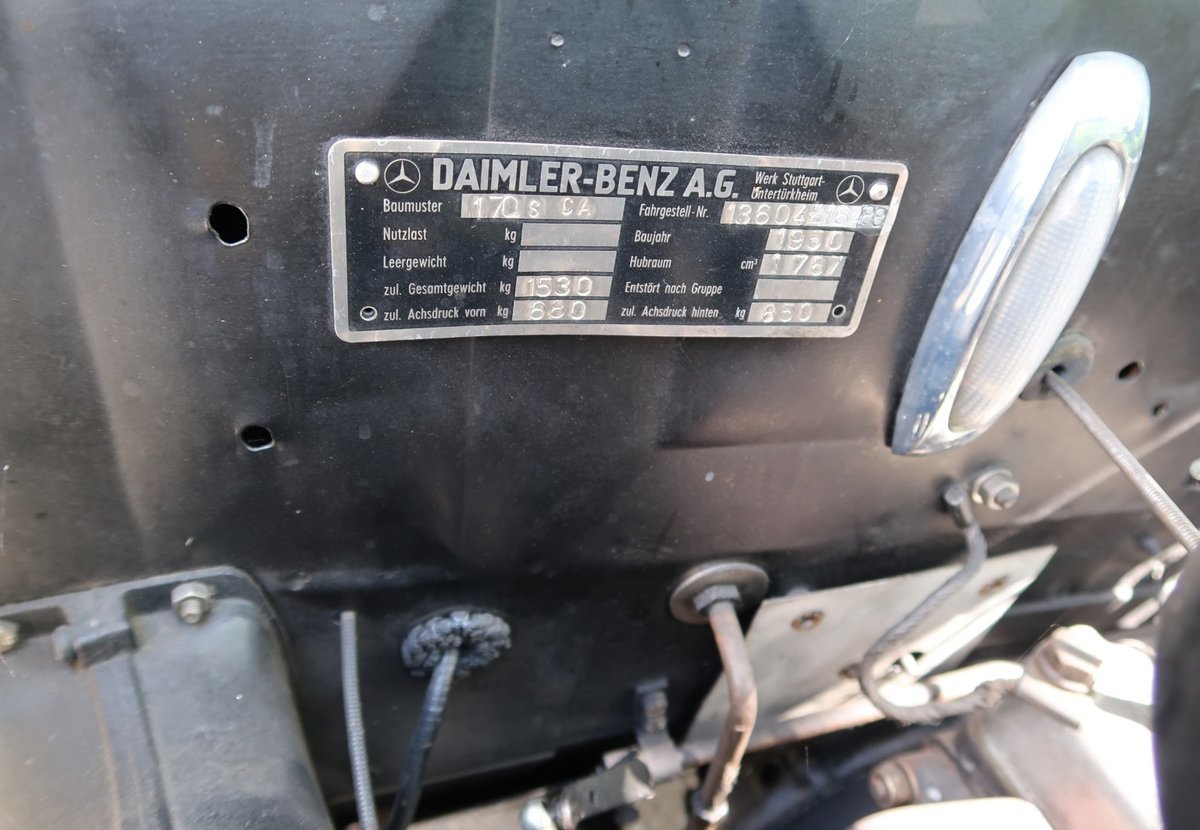 DAIMLER-BENZ A.G. Werk Stuttgart-
Untertürkheim
Baumuster 170 S CA Fahrgestell-Nr.
Nutzlast kg Baujahr 1950
Leergewicht kg Hubraum cm³ 1767
zul. Gesamtgewicht kg 1530 Entstört nach Gruppe
zul. Achsdruck vorn kg 680 zul. Achsdruck hinten kg 850